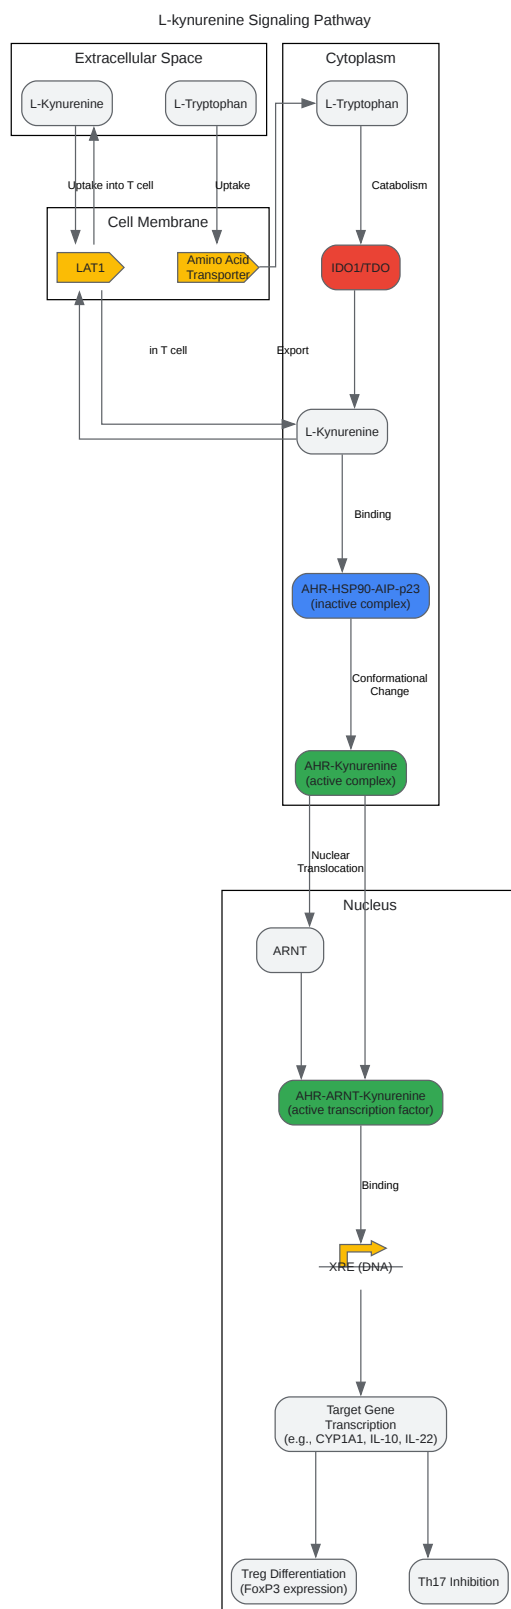 L-kynurenine Signaling Pathway
Extracellular Space
Cytoplasm
L-Kynurenine
L-Tryptophan
L-Tryptophan
Uptake into T cell
Uptake
Catabolism
Cell Membrane
LAT1
Amino Acid
Transporter
IDO1/TDO
in T cell
Export
L-Kynurenine
Binding
AHR-HSP90-AIP-p23
(inactive complex)
Conformational
Change
AHR-Kynurenine
(active complex)
Nuclear
Translocation
Nucleus
ARNT
AHR-ARNT-Kynurenine
(active transcription factor)
Binding
XRE (DNA)
Target Gene
Transcription
(e.g., CYP1A1, IL-10, IL-22)
Treg Differentiation
(FoxP3 expression)
Th17 Inhibition